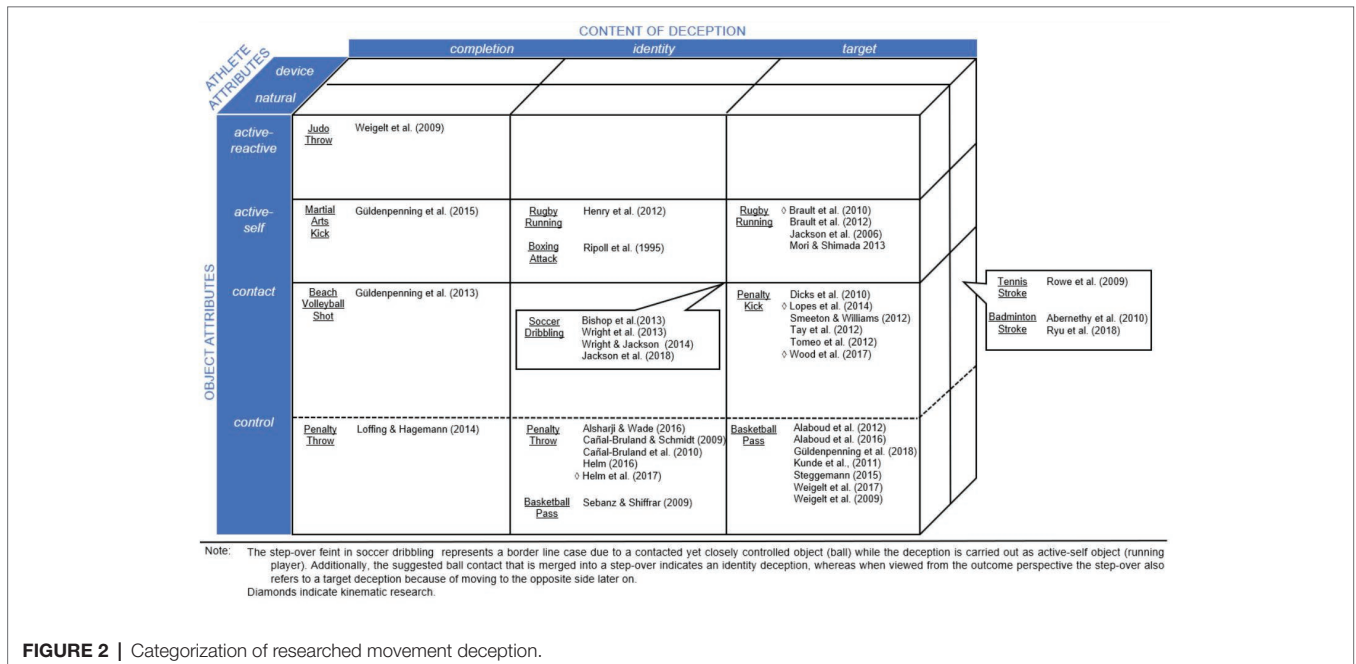 CONTENT OF DECEPTION
completion identity target
ATHLETE
ATTRIBUTES
device
natural
OBJECT ATTRIBUTES
active-
reactive
Judo
Throw
Weigelt et al. (2009)
active-
self
Martial
Arts
Kick
Güldenpenning et al. (2015)
Rugby
Running
Henry et al. (2012)
Boxing
Attack
Ripoll et al. (1995)
Rugby
Running
◊ Brault et al. (2010)
Brault et al. (2012)
Jackson et al. (2006)
Mori & Shimada 2013
contact
Beach
Volleyball
Shot
Güldenpenning et al. (2013)
Soccer
Dribbling
Bishop et al.(2013)
Wright et al. (2013)
Wright & Jackson (2014)
Jackson et al. (2018)
Penalty
Kick
Dicks et al. (2010)
◊ Lopes et al. (2014)
Smeeton & Williams (2012)
Tay et al. (2012)
Tomeo et al. (2012)
◊ Wood et al. (2017)
Tennis
Stroke
Rowe et al. (2009)
Badminton
Stroke
Abernethy et al. (2010)
Ryu et al. (2018)
control
Penalty
Throw
Loffing & Hagemann (2014)
Penalty
Throw
Alsharji & Wade (2016)
Cañal-Bruland & Schmidt (2009)
Cañal-Bruland et al. (2010)
Helm (2016)
◊ Helm et al. (2017)
Basketball
Pass
Sebanz & Shiffrar (2009)
Basketball
Pass
Alaboud et al. (2012)
Alaboud et al. (2016)
Güldenpenning et al. (2018)
Kunde et al., (2011)
Steggemann (2015)
Weigelt et al. (2017)
Weigelt et al. (2009)
Note: The step-over feint in soccer dribbling represents a border line case due to a contacted yet closely controlled object (ball) while the deception is carried out as active-self object (running
player). Additionally, the suggested ball contact that is merged into a step-over indicates an identity deception, whereas when viewed from the outcome perspective the step-over also
refers to a target deception because of moving to the opposite side later on.
Diamonds indicate kinematic research.
FIGURE 2 | Categorization of researched movement deception.